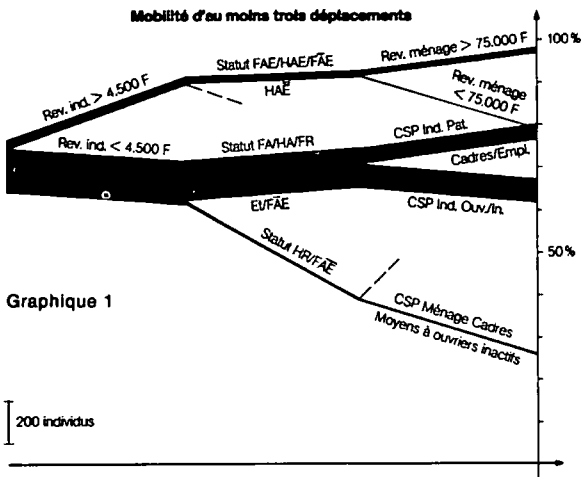 Mobilité d'au moins trois déplacements
100%
Rev. ménage > 75.000 F
Statut FAE/HAE/FĀE
HAĒ
Rev. ind. > 4.500 F
Rev. ménage
< 75.000 F
CSP Ind. Pat.
Rev. ind. < 4.500 F
Statut FA/HA/FR
Cadres/Empl.
Et/FĀE
CSP Ind. Ouv./In.
50%
Statut HR/FĀE
Graphique 1
CSP Ménage Cadres
Moyens à ouvriers inactifs
200 individus